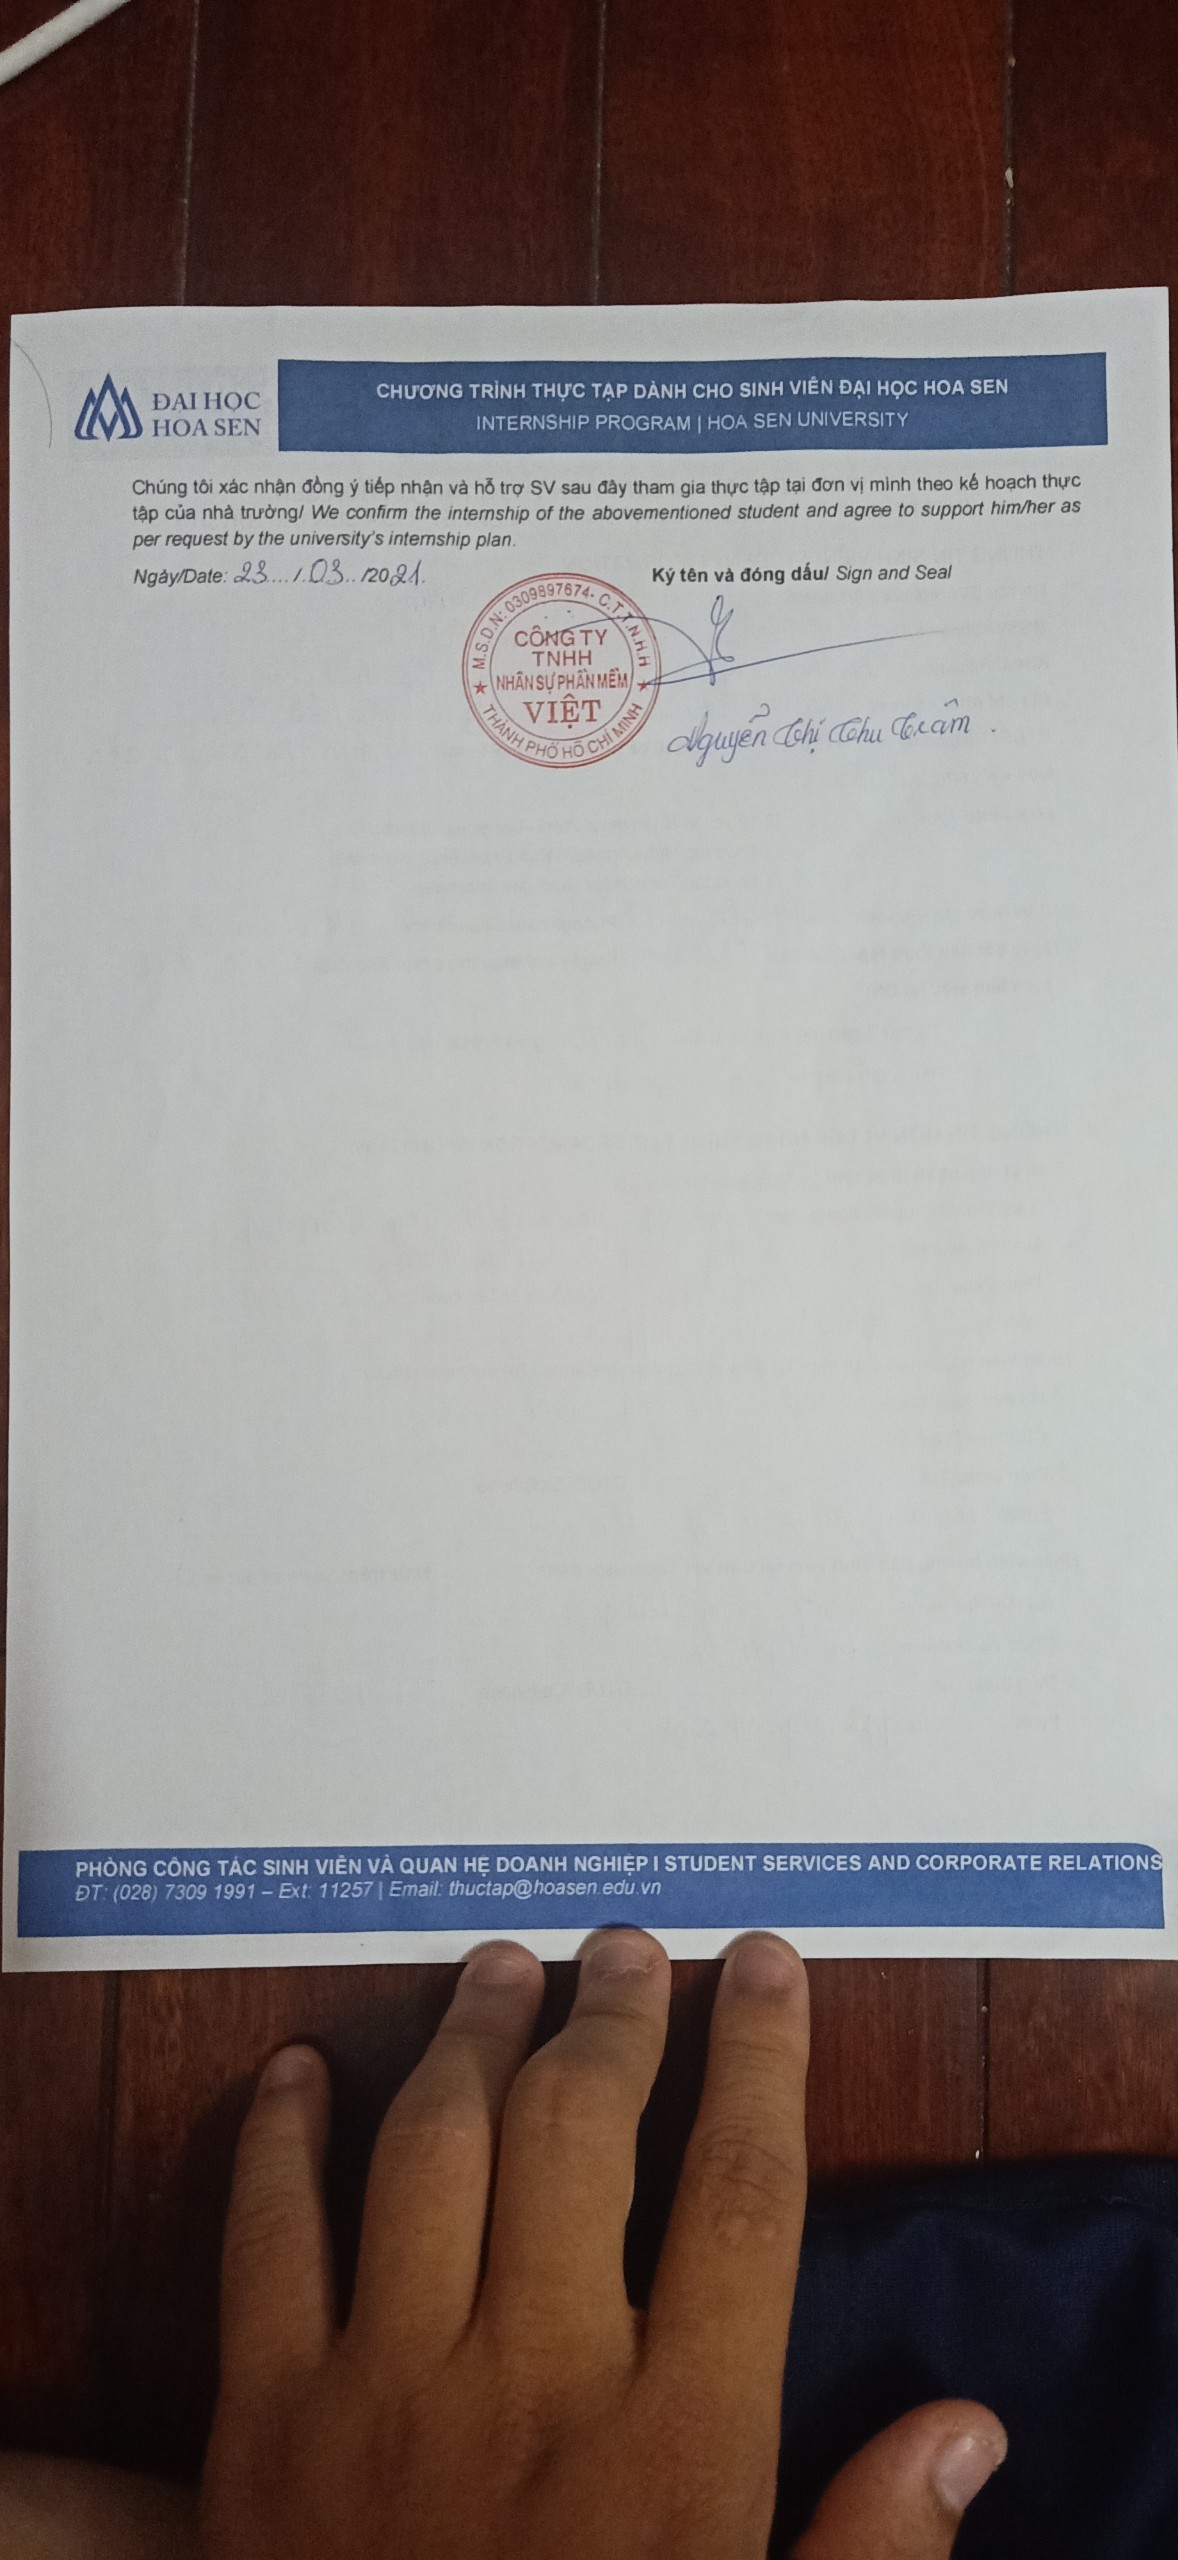 ĐẠI HỌC
HOA SEN
CHƯƠNG TRÌNH THỰC TẬP DÀNH CHO SINH VIÊN ĐẠI HỌC HOA SEN
INTERNSHIP PROGRAM | HOA SEN UNIVERSITY
Chúng tôi xác nhận đồng ý tiếp nhận và hỗ trợ SV sau đây tham gia thực tập tại đơn vị mình theo kế hoạch thực
tập của nhà trường/ We confirm the internship of the abovementioned student and agree to support him/her as
per request by the university's internship plan.
Ngày/Date: 23..../.03../2021.
Ký tên và đóng dấu/ Sign and Seal
M.S.D.N: 0309897674- C.T.T.N.H.H
CÔNG TY
TNHH
NHÂN SỰ PHẦN MỀM
VIỆT
THÀNH PHỐ HỒ CHÍ MINH
Nguyễn Thị Thu Trâm .
PHÒNG CÔNG TÁC SINH VIÊN VÀ QUAN HỆ DOANH NGHIỆP I STUDENT SERVICES AND CORPORATE RELATIONS
ĐT: (028) 7309 1991 – Ext: 11257 | Email: thuctap@hoasen.edu.vn